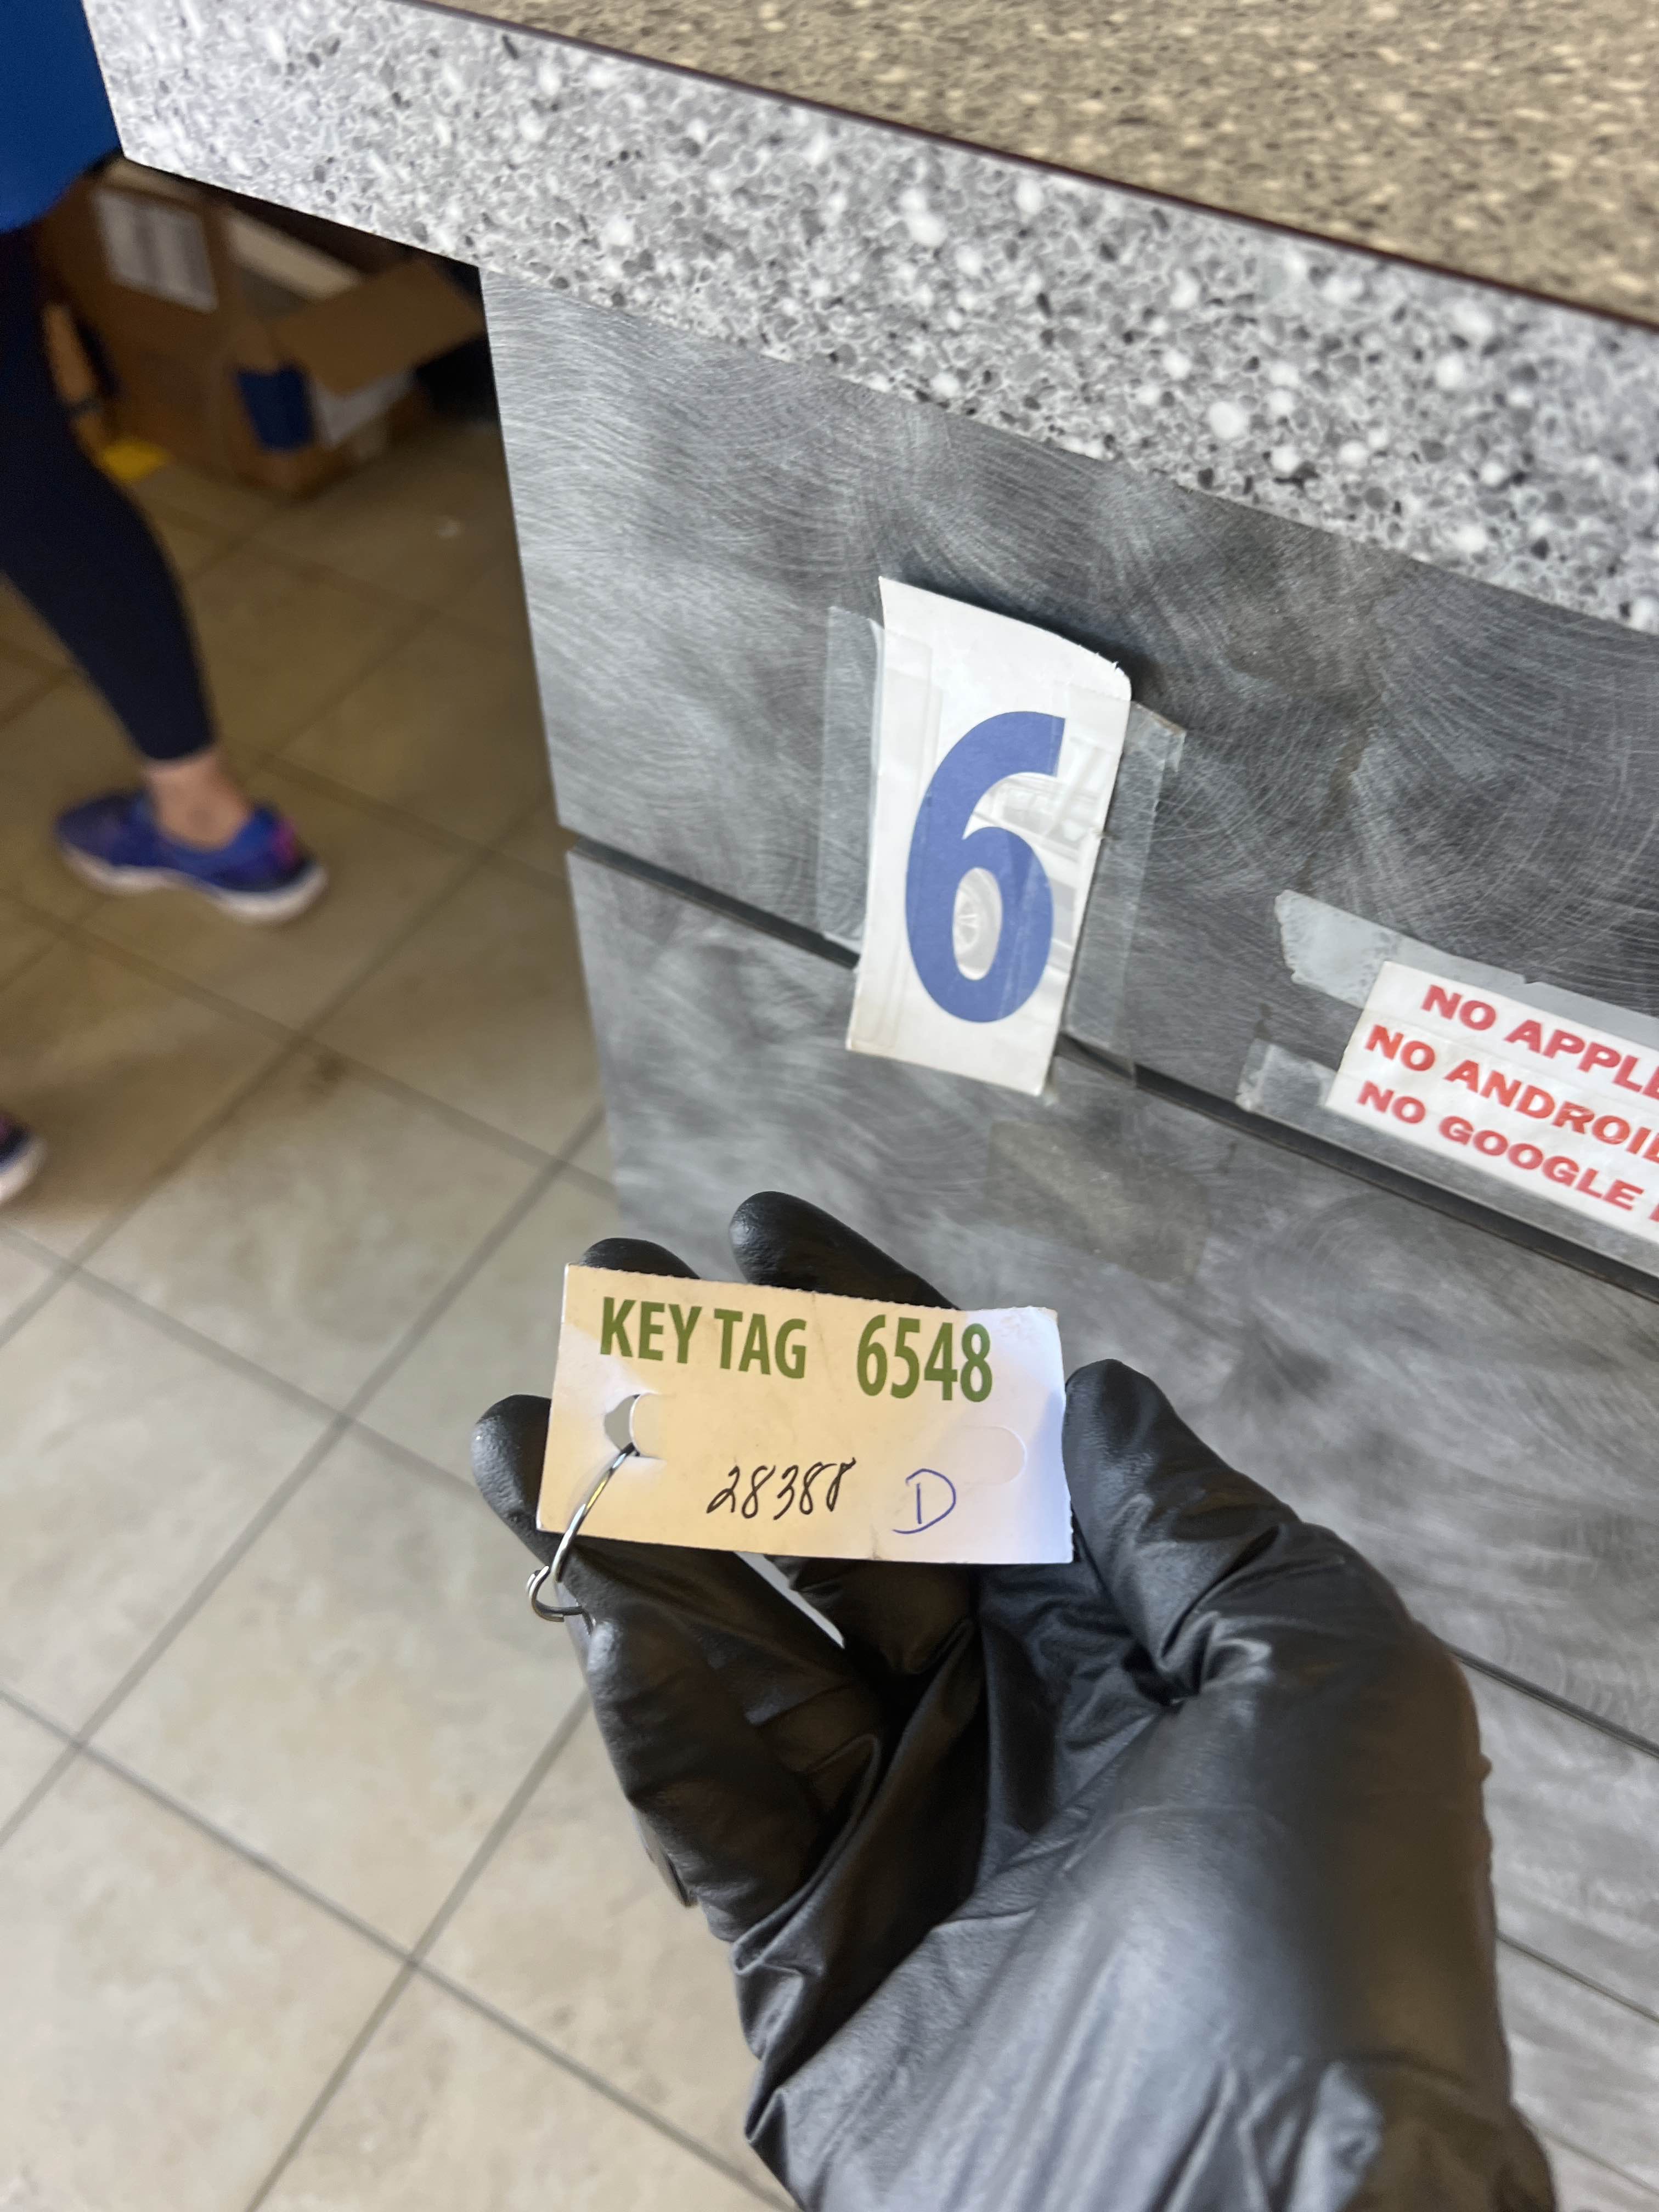 6
NO APPLE
NO ANDROID
NO GOOGLE
KEY TAG 6548
28388 D